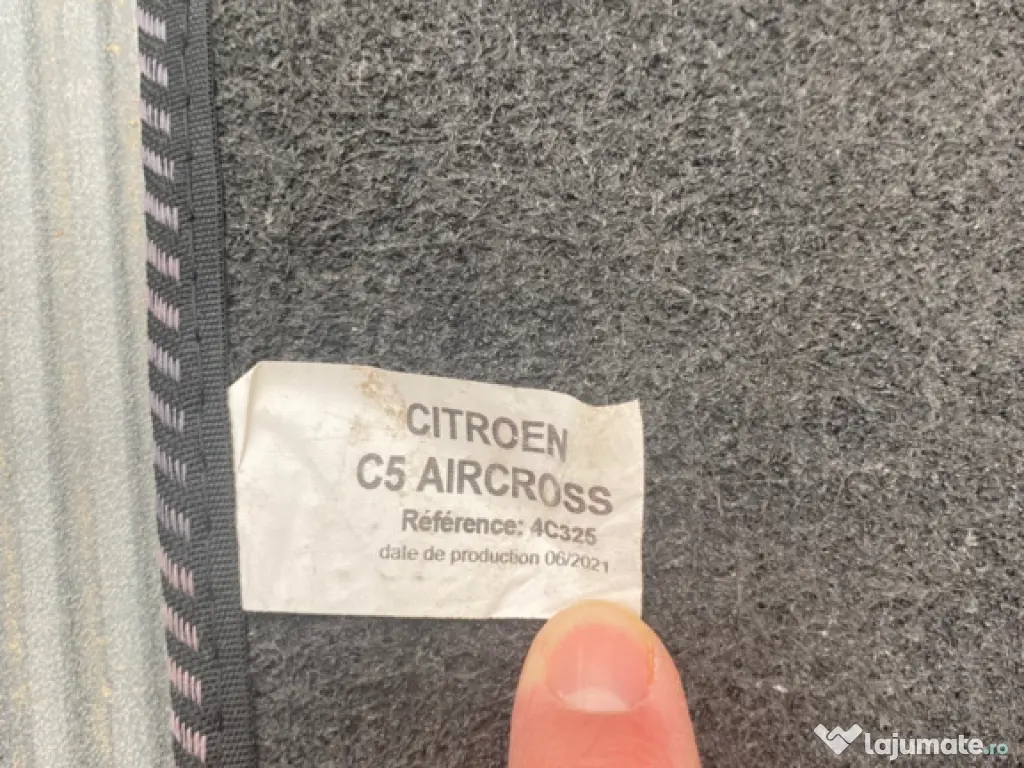 CITROEN
C5 AIRCROSS
Référence: 4C325
dale de production 06/2021
lajumate.ro